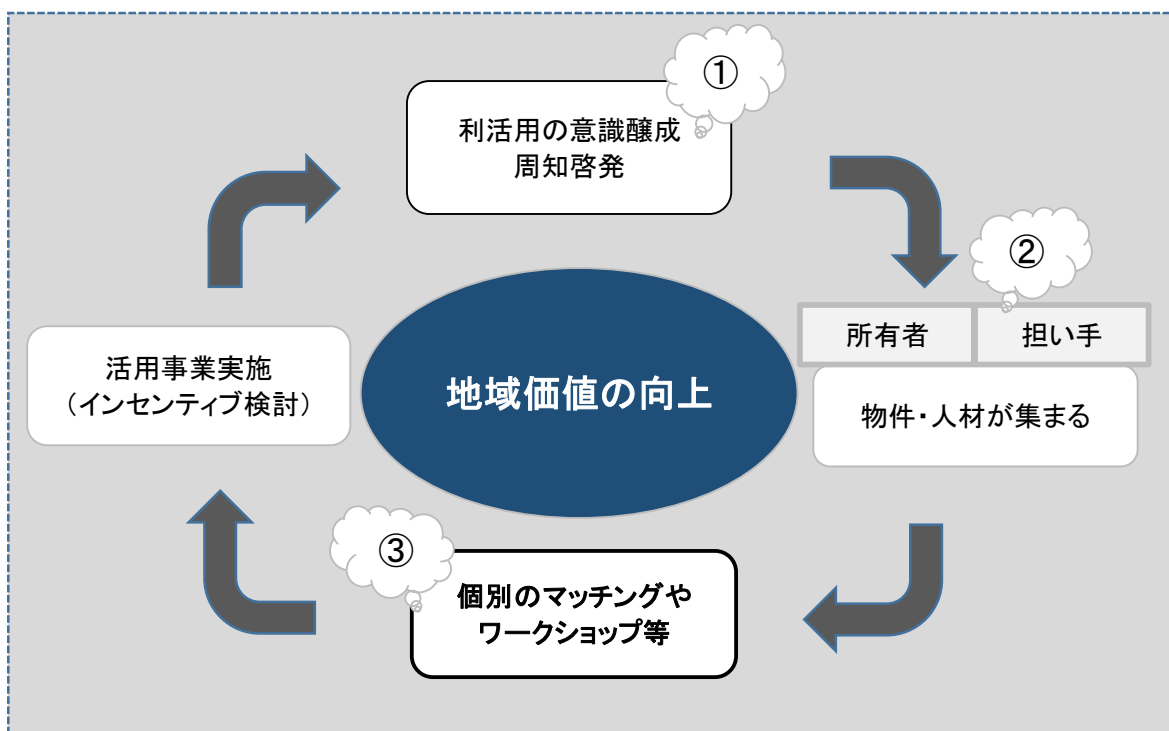 ①
利活用の意識醸成
周知啓発
②
所有者
担い手
物件・人材が集まる
活用事業実施
（インセンティブ検討）
地域価値の向上
③
個別のマッチングや
ワークショップ等